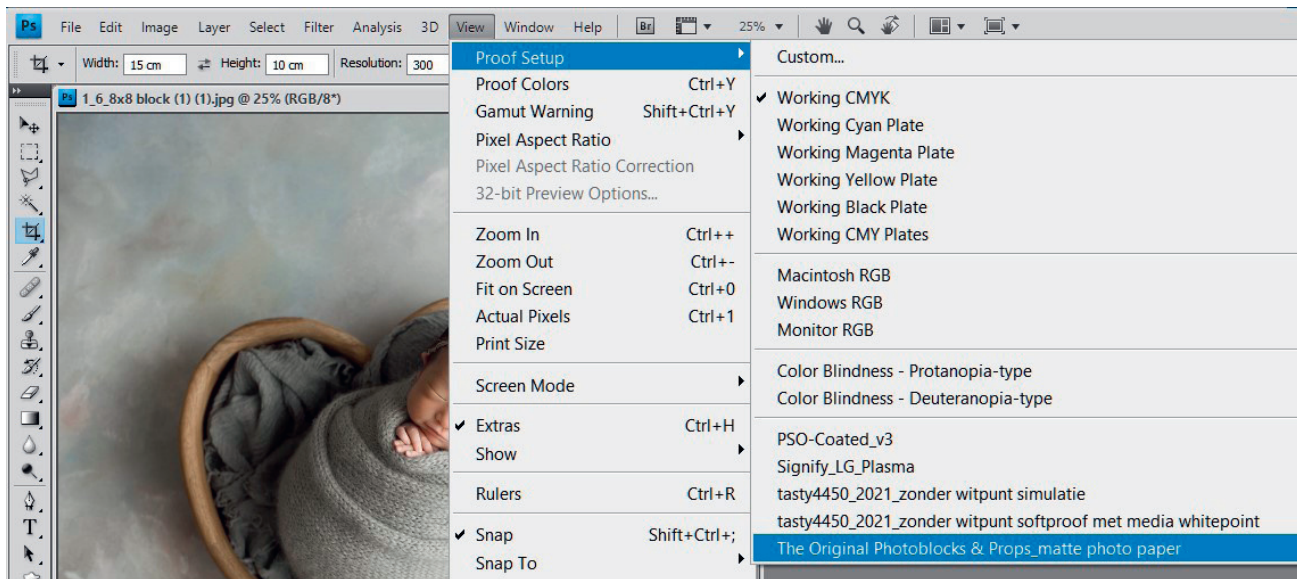 Ps File Edit Image Layer Select Filter Analysis 3D View Window Help Br 25%
Width: 15 cm Height: 10 cm Resolution: 300
Ps 1_6_8x8 block (1) (1).jpg @ 25% (RGB/8*)
Proof Setup
Proof Colors Ctrl+Y
Gamut Warning Shift+Ctrl+Y
Pixel Aspect Ratio
Pixel Aspect Ratio Correction
32-bit Preview Options...
Zoom In Ctrl++
Zoom Out Ctrl+-
Fit on Screen Ctrl+0
Actual Pixels Ctrl+1
Print Size
Screen Mode
Extras Ctrl+H
Show
Rulers Ctrl+R
Snap Shift+Ctrl+;
Snap To
Custom...
Working CMYK
Working Cyan Plate
Working Magenta Plate
Working Yellow Plate
Working Black Plate
Working CMY Plates
Macintosh RGB
Windows RGB
Monitor RGB
Color Blindness - Protanopia-type
Color Blindness - Deuteranopia-type
PSO-Coated_v3
Signify_LG_Plasma
tasty4450_2021_zonder witpunt simulatie
tasty4450_2021_zonder witpunt softproof met media whitepoint
The Original Photoblocks & Props_matte photo paper